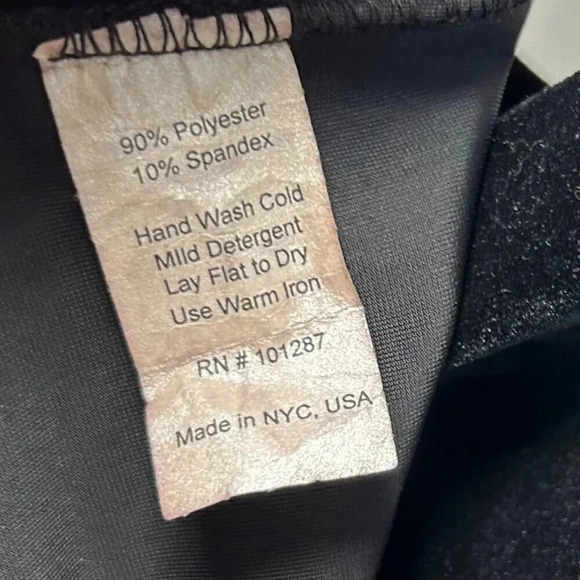 90% Polyester
10% Spandex
Hand Wash Cold
Mild Detergent
Lay Flat to Dry
Use Warm Iron
RN # 101287
Made in NYC, USA